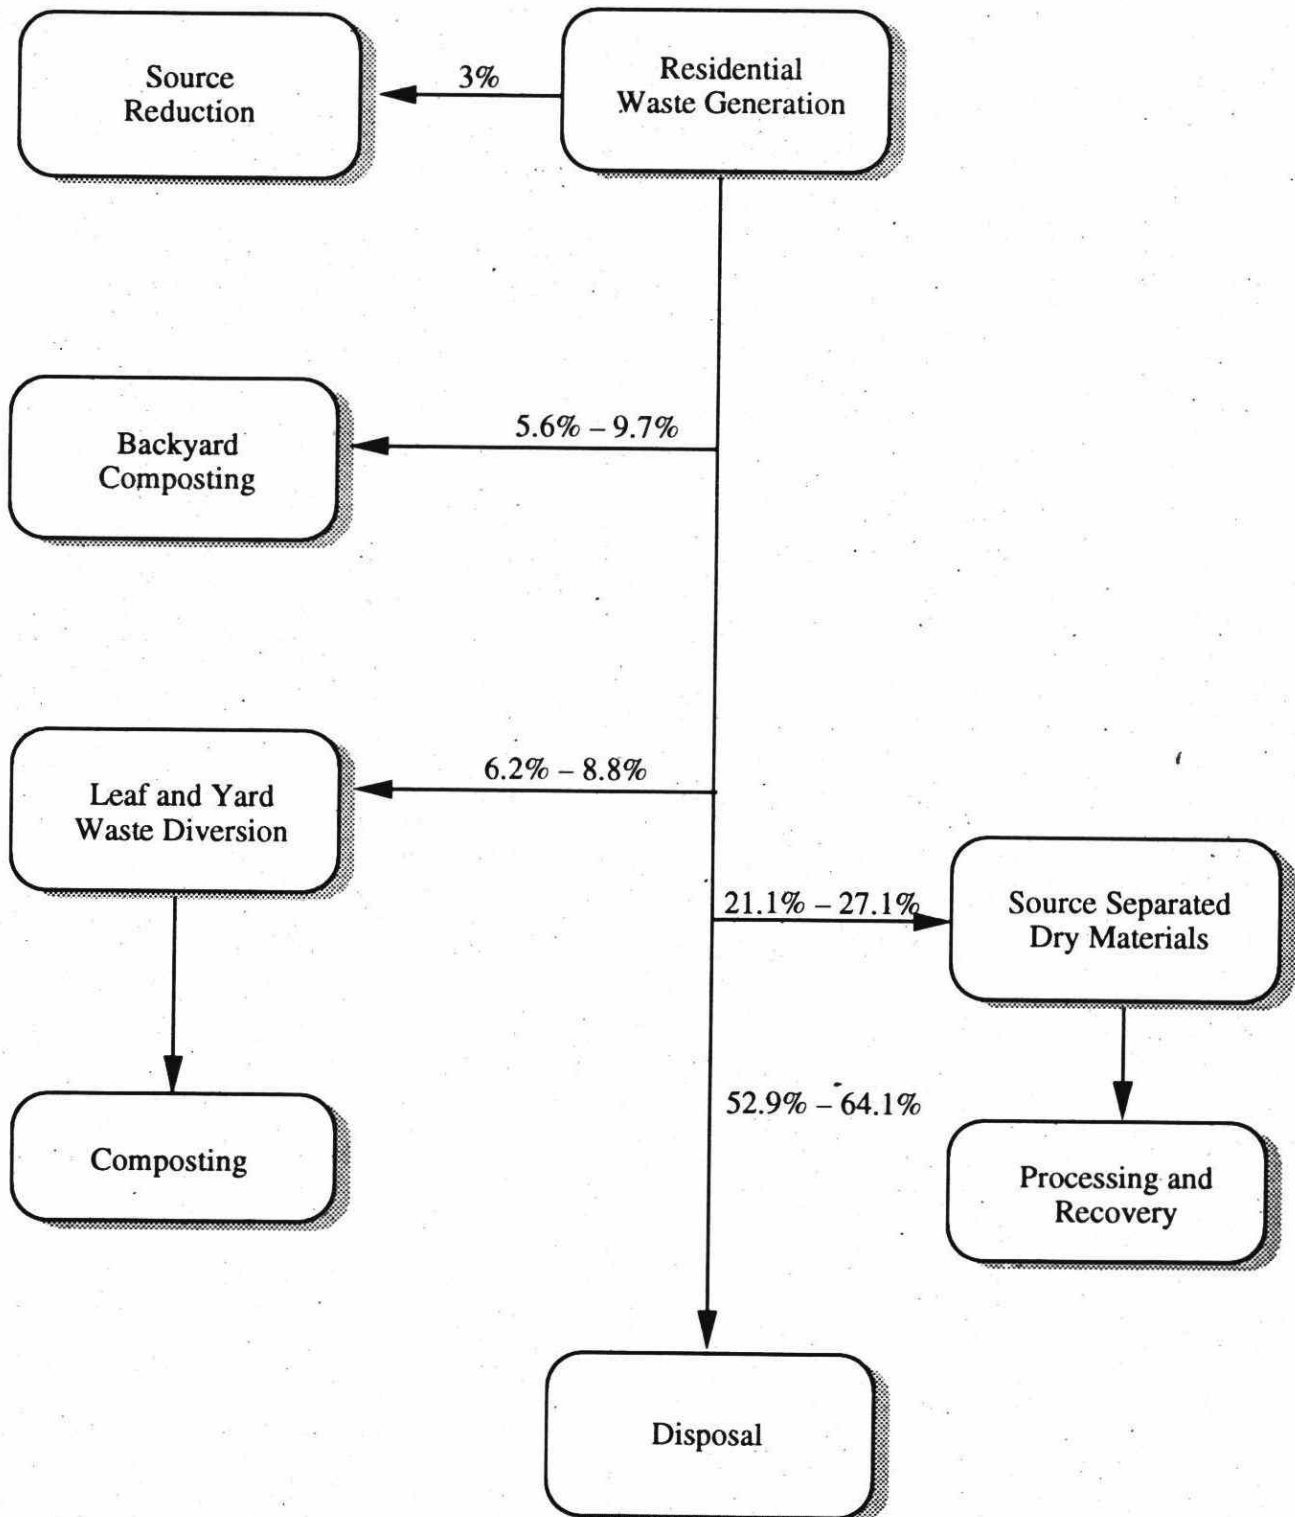 Source
Reduction
3%
Residential
Waste Generation
Backyard
Composting
5.6% – 9.7%
Leaf and Yard
Waste Diversion
6.2% – 8.8%
21.1% – 27.1%
Source Separated
Dry Materials
52.9% – 64.1%
Composting
Processing and
Recovery
Disposal